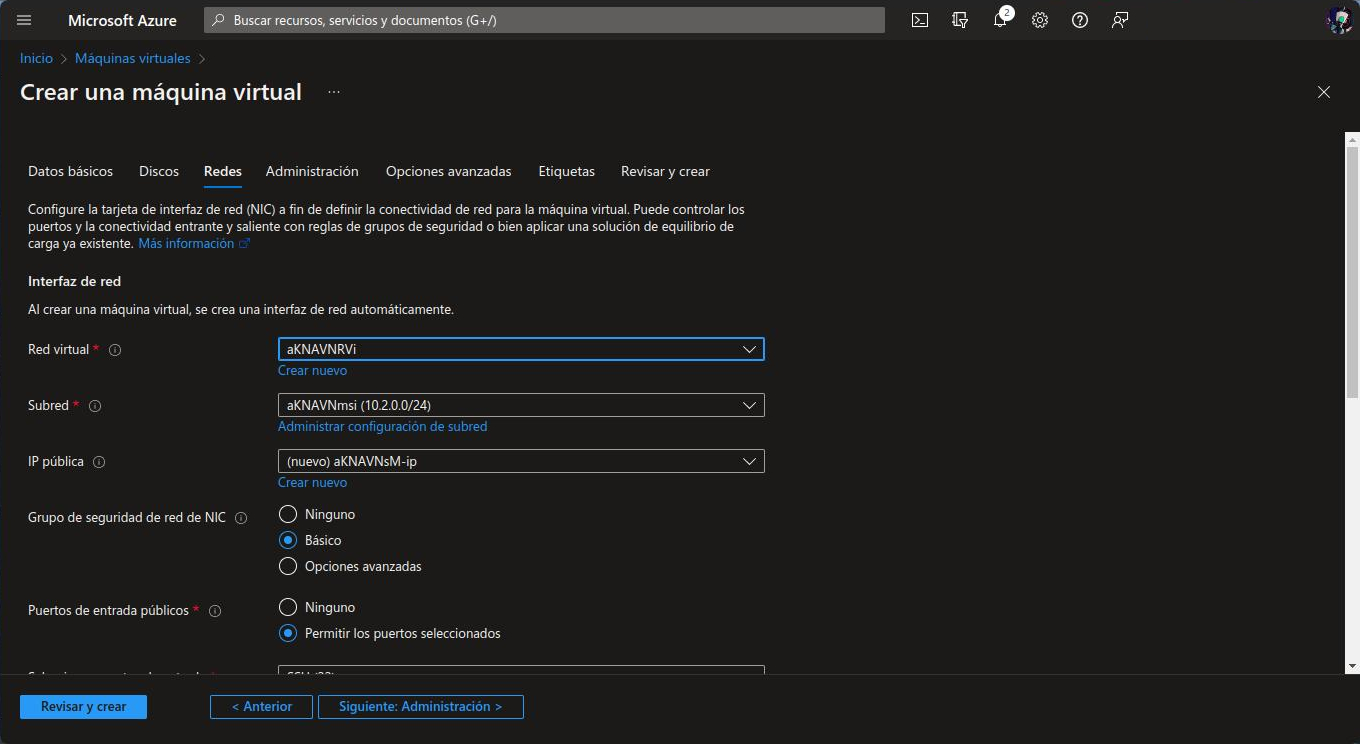 Microsoft Azure
Buscar recursos, servicios y documentos (G+/)
2
Inicio > Máquinas virtuales >
Crear una máquina virtual ...
Datos básicos Discos Redes Administración Opciones avanzadas Etiquetas Revisar y crear
Configure la tarjeta de interfaz de red (NIC) a fin de definir la conectividad de red para la máquina virtual. Puede controlar los
puertos y la conectividad entrante y saliente con reglas de grupos de seguridad o bien aplicar una solución de equilibrio de
carga ya existente. Más información
Interfaz de red
Al crear una máquina virtual, se crea una interfaz de red automáticamente.
Red virtual * aKNAVNRVi
Crear nuevo
Subred * aKNAVNmsi (10.2.0.0/24)
Administrar configuración de subred
IP pública (nuevo) aKNAVNsM-ip
Crear nuevo
Grupo de seguridad de red de NIC Ninguno
Básico
Opciones avanzadas
Puertos de entrada públicos * Ninguno
Permitir los puertos seleccionados
Revisar y crear < Anterior Siguiente: Administración >